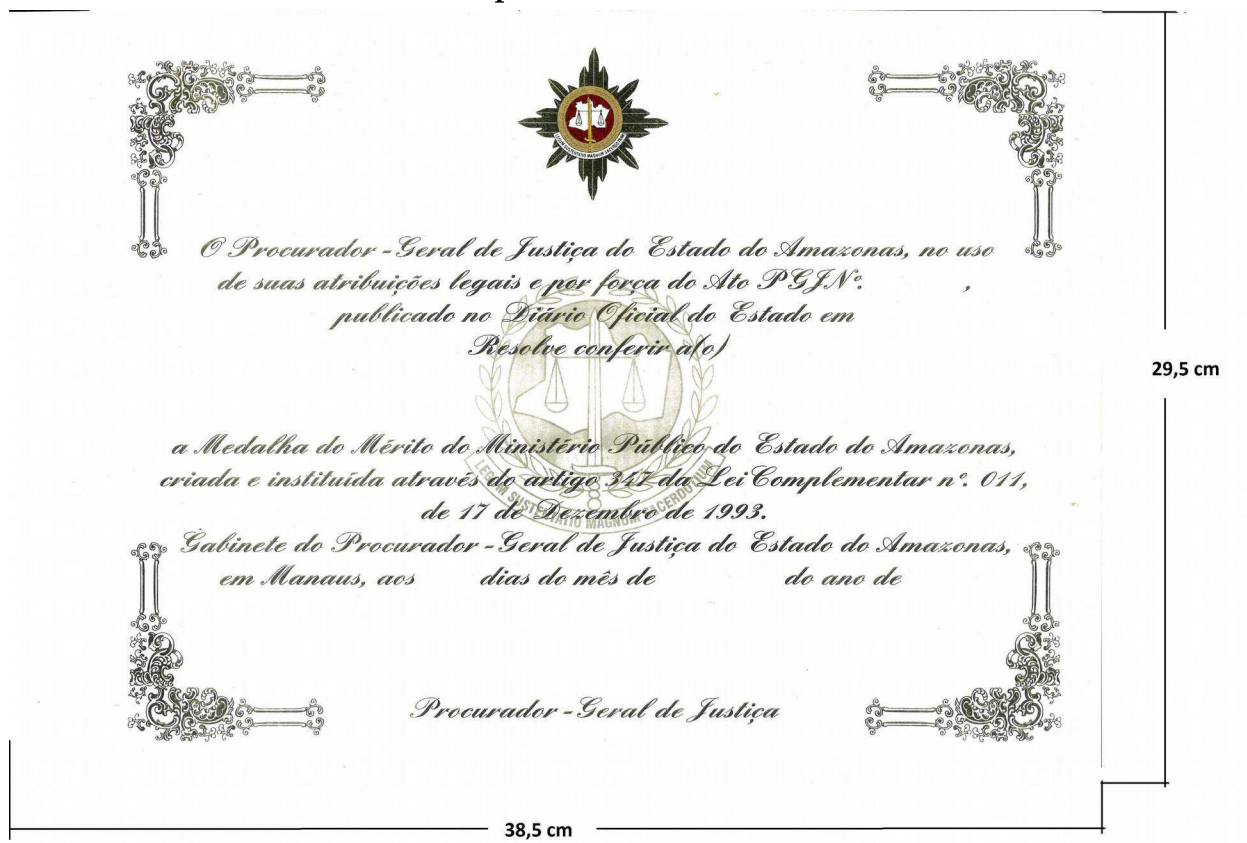 O Procurador-Geral de Justiça do Estado do Amazonas, no uso
de suas atribuições legais e por força do Ato PGJ Nº. ,
publicado no Diário Oficial do Estado em
Resolve conferir a(o)
29,5 cm
a Medalha do Mérito do Ministério Público do Estado do Amazonas,
criada e instituída através do artigo 347 da Lei Complementar nº. 011,
LEGUM SUSTENTATIO MAGNUM SACERDOTIUM
de 17 de Dezembro de 1993.
Gabinete do Procurador-Geral de Justiça do Estado do Amazonas,
em Manaus, aos dias do mês de do ano de
Procurador-Geral de Justiça
38,5 cm